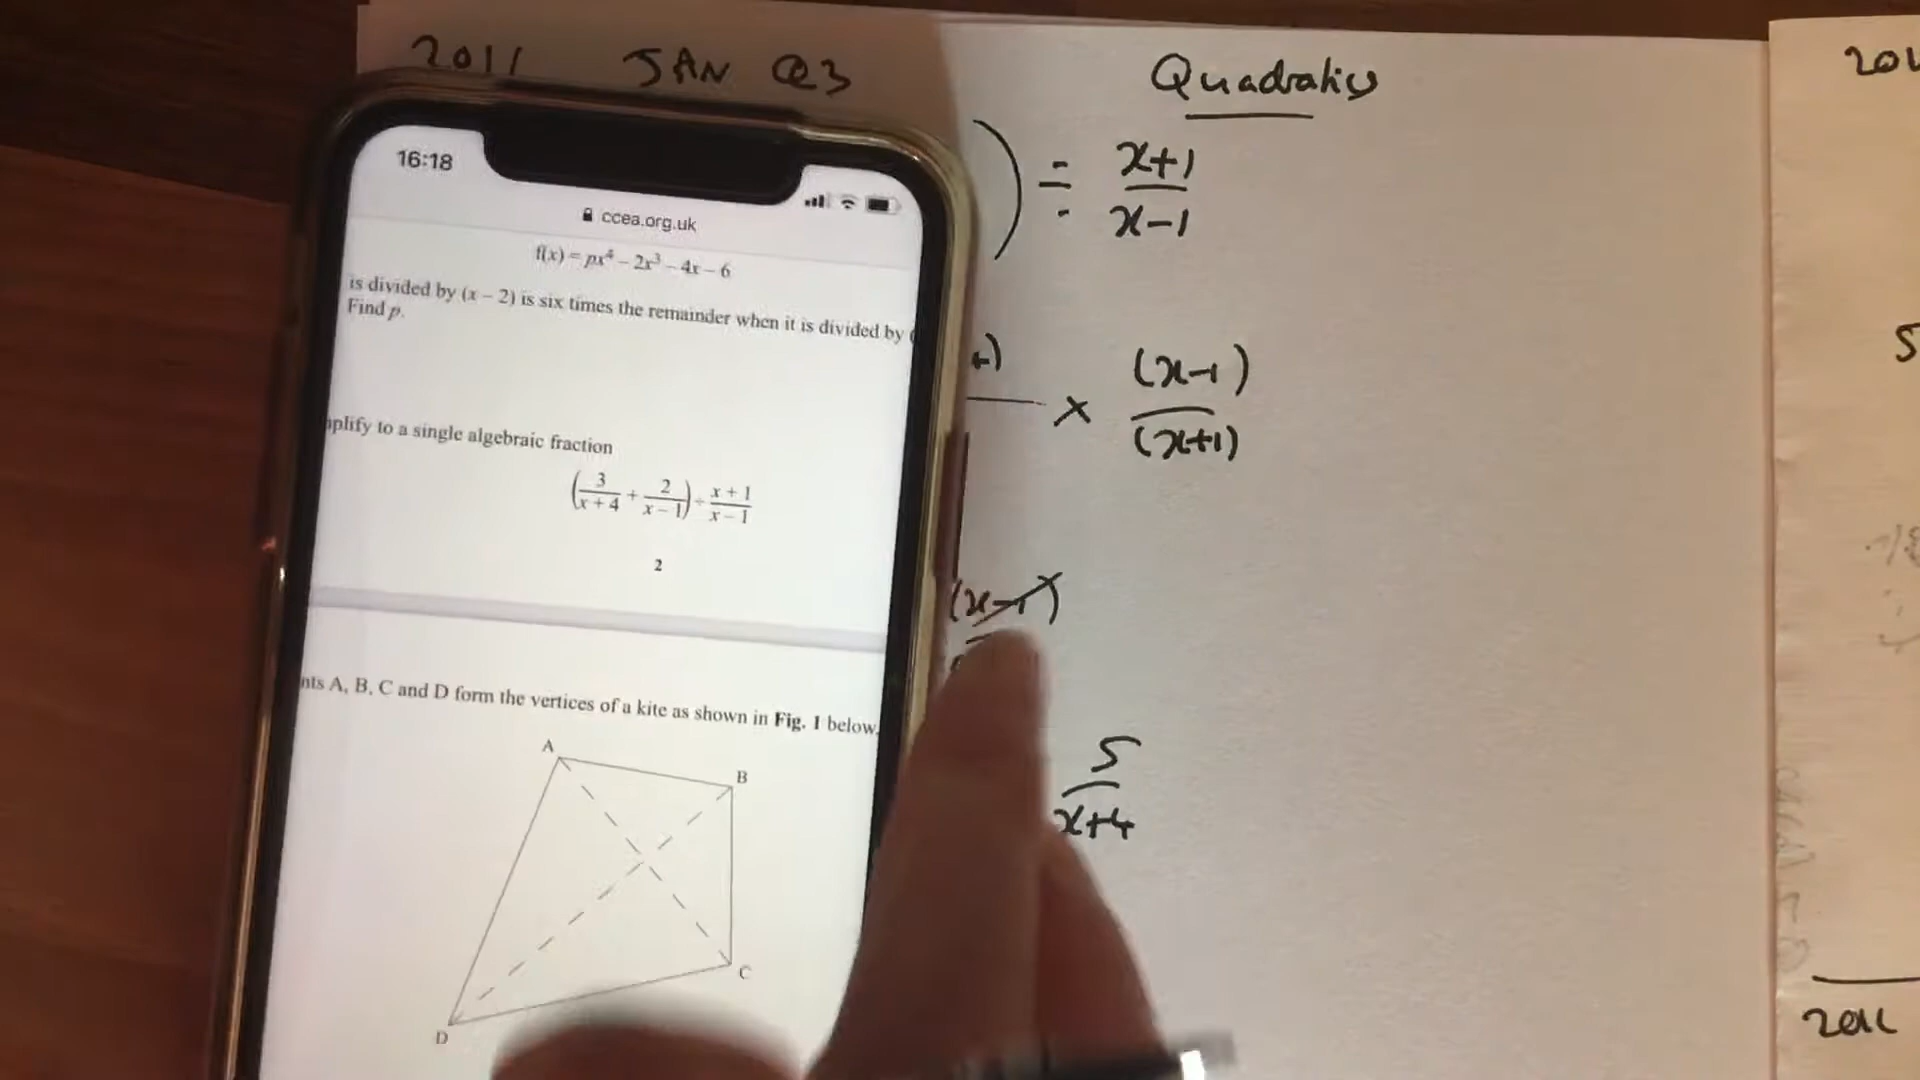 2011 JAN Q3
Quadratics
÷ x+1
x-1
× (x-1)
(x+1)
(x-1)
5
x+4
16:18
ccea.org.uk
f(x) = px⁴ – 2x³ – 4x – 6
is divided by (x – 2) is six times the remainder when it is divided by (
Find p.
plify to a single algebraic fraction
(3/(x + 4) + 2/(x – 1)) ÷ (x + 1)/(x – 1)
2
nts A, B, C and D form the vertices of a kite as shown in Fig. 1 below.
A
B
C
D
201
S